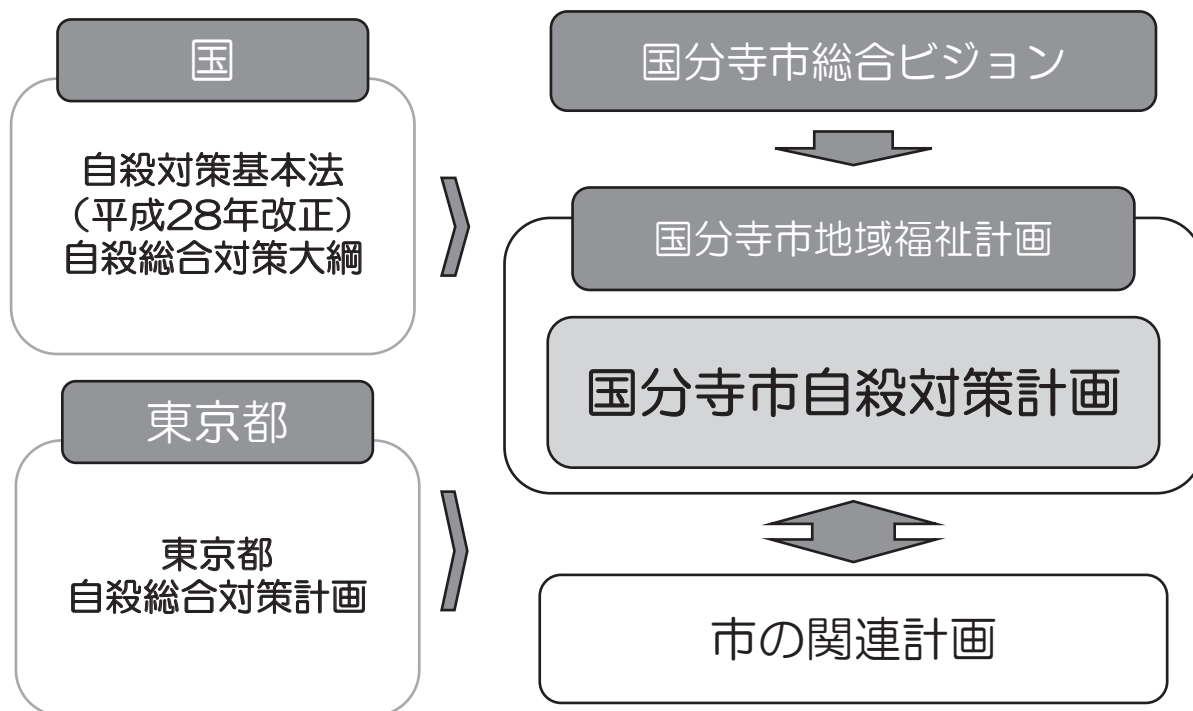 国
自殺対策基本法
（平成28年改正）
自殺総合対策大綱
東京都
東京都
自殺総合対策計画
国分寺市総合ビジョン
国分寺市地域福祉計画
国分寺市自殺対策計画
市の関連計画